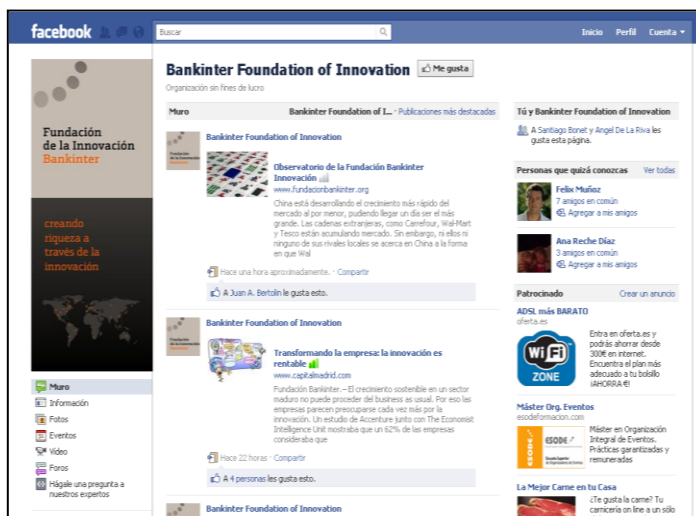 facebook
Buscar
Inicio Perfil Cuenta
Bankinter Foundation of Innovation Me gusta
Organización sin fines de lucro
Fundación
de la Innovación
Bankinter
creando
riqueza a
través de la
innovación
Muro
Información
Fotos
Eventos
Vídeo
Foros
Hágale una pregunta a
nuestros expertos
Muro Bankinter Foundation of I... · Publicaciones más destacadas
Bankinter Foundation of Innovation
Observatorio de la Fundación Bankinter
Innovación
www.fundacionbankinter.org
China está desarrollando el crecimiento más rápido del
mercado al por menor, pudiendo llegar un día ser el más
grande. Las cadenas extranjeras, como Carrefour, Wal-Mart
y Tesco están acumulando mercado. Sin embargo, ni ellos ni
ninguno de sus rivales locales se acerca en China a la forma
en que Wal
Hace una hora aproximadamente. · Compartir
A Juan A. Bertolin le gusta esto.
Bankinter Foundation of Innovation
Transformando la empresa: la innovación es
rentable
www.capitalmadrid.com
Fundación Bankinter.– El crecimiento sostenible en un sector
maduro no puede proceder del business as usual. Por eso las
empresas parecen preocuparse cada vez más por la
innovación. Un estudio de Accenture junto con The Economist
Intelligence Unit mostraba que un 62% de las empresas
consideraba que
Hace 22 horas · Compartir
A 4 personas les gusta esto.
Bankinter Foundation of Innovation
Tú y Bankinter Foundation of Innovation
A Santiago Bonet y Angel De La Riva les
gusta esta página.
Personas que quizá conozcas Ver todas
Felix Muñoz
7 amigos en común
Agregar a mis amigos
Ana Reche Díaz
3 amigos en común
Agregar a mis amigos
Patrocinado Crear un anuncio
ADSL más BARATO
oferta.es
Wi Fi
ZONE
Entra en oferta.es y
podrás ahorrar desde
300€ en internet.
Encuentra el plan más
adecuado a tu bolsillo
¡AHORRA €!
Máster Org. Eventos
esodeformacion.com
ESODE
Máster en Organización
Integral de Eventos.
Prácticas garantizadas y
remuneradas
La Mejor Carne en tu Casa
¿Te gusta la carne? Tu
carnicería on line a un sólo